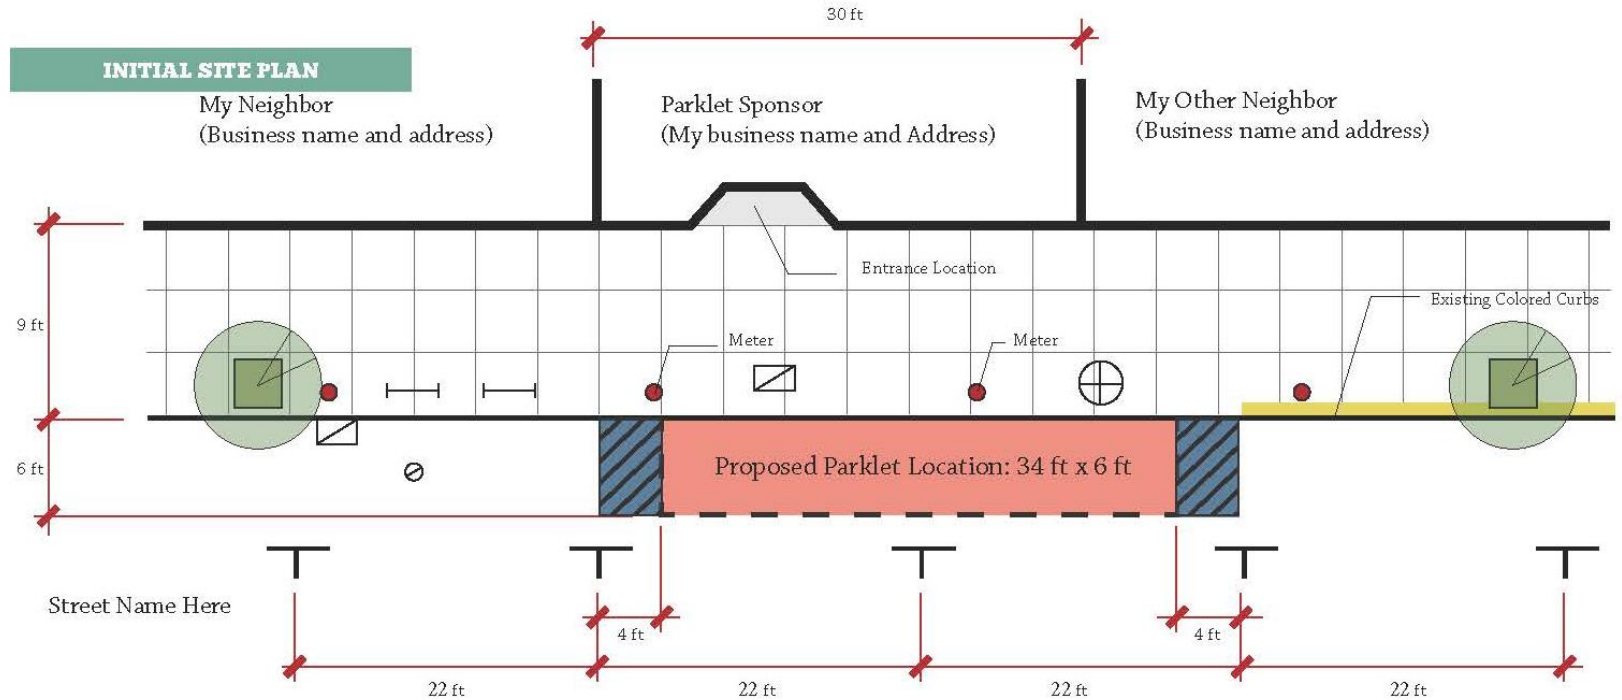 30 ft
INITIAL SITE PLAN
My Neighbor
(Business name and address)
Parklet Sponsor
(My business name and Address)
My Other Neighbor
(Business name and address)
Entrance Location
Existing Colored Curbs
9 ft
Meter
Meter
6 ft
Proposed Parklet Location: 34 ft x 6 ft
Street Name Here
4 ft
4 ft
22 ft
22 ft
22 ft
22 ft